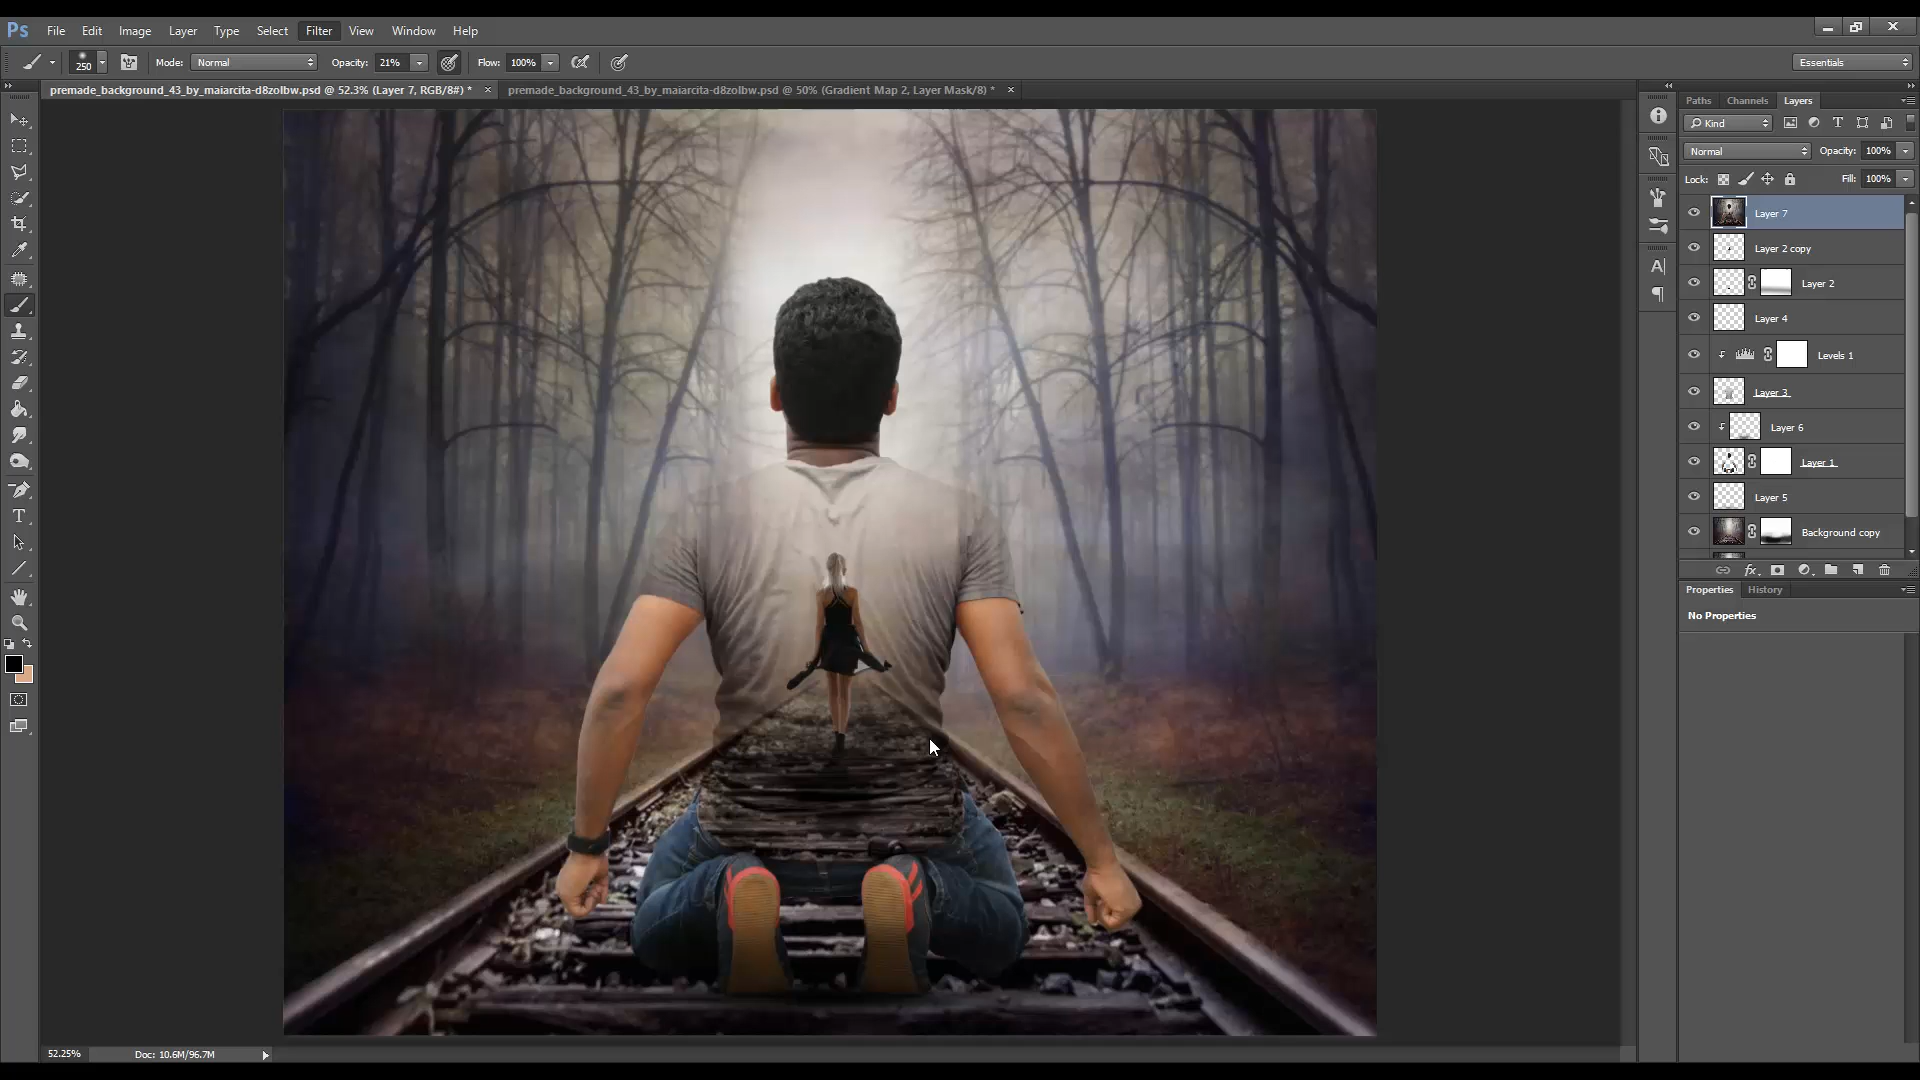 Ps File Edit Image Layer Type Select Filter View Window Help
250 Mode: Normal Opacity: 21% Flow: 100% Essentials
premade_background_43_by_maiarcita-d8zolbw.psd @ 52.3% (Layer 7, RGB/8#) * × premade_background_43_by_maiarcita-d8zolbw.psd @ 50% (Gradient Map 2, Layer Mask/8) * ×
Paths Channels Layers
Kind
Normal Opacity: 100%
Lock: Fill: 100%
Layer 7
Layer 2 copy
Layer 2
Layer 4
Levels 1
Layer 3
Layer 6
Layer 1
Layer 5
Background copy
fx
Properties History
No Properties
52.25% Doc: 10.6M/96.7M